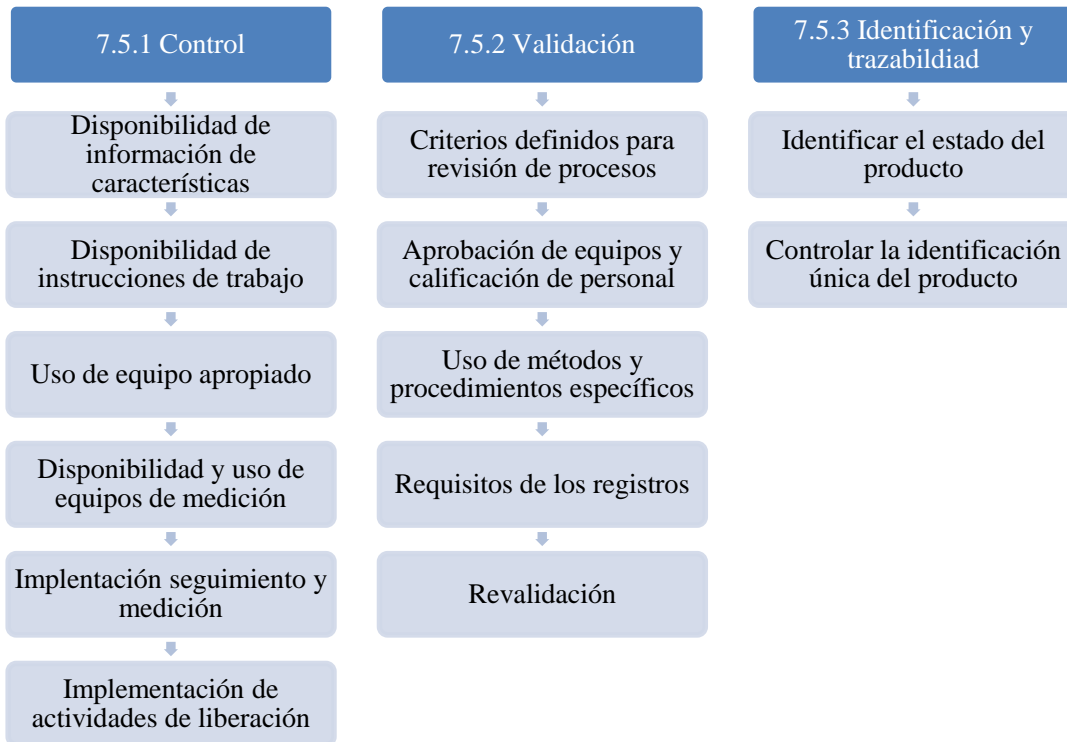 7.5.1 Control
Disponibilidad de
información de
características
Disponibilidad de
instrucciones de trabajo
Uso de equipo apropiado
Disponibilidad y uso de
equipos de medición
Implentación seguimiento y
medición
Implementación de
actividades de liberación
7.5.2 Validación
Criterios definidos para
revisión de procesos
Aprobación de equipos y
calificación de personal
Uso de métodos y
procedimientos específicos
Requisitos de los registros
Revalidación
7.5.3 Identificación y
trazabildiad
Identificar el estado del
producto
Controlar la identificación
única del producto